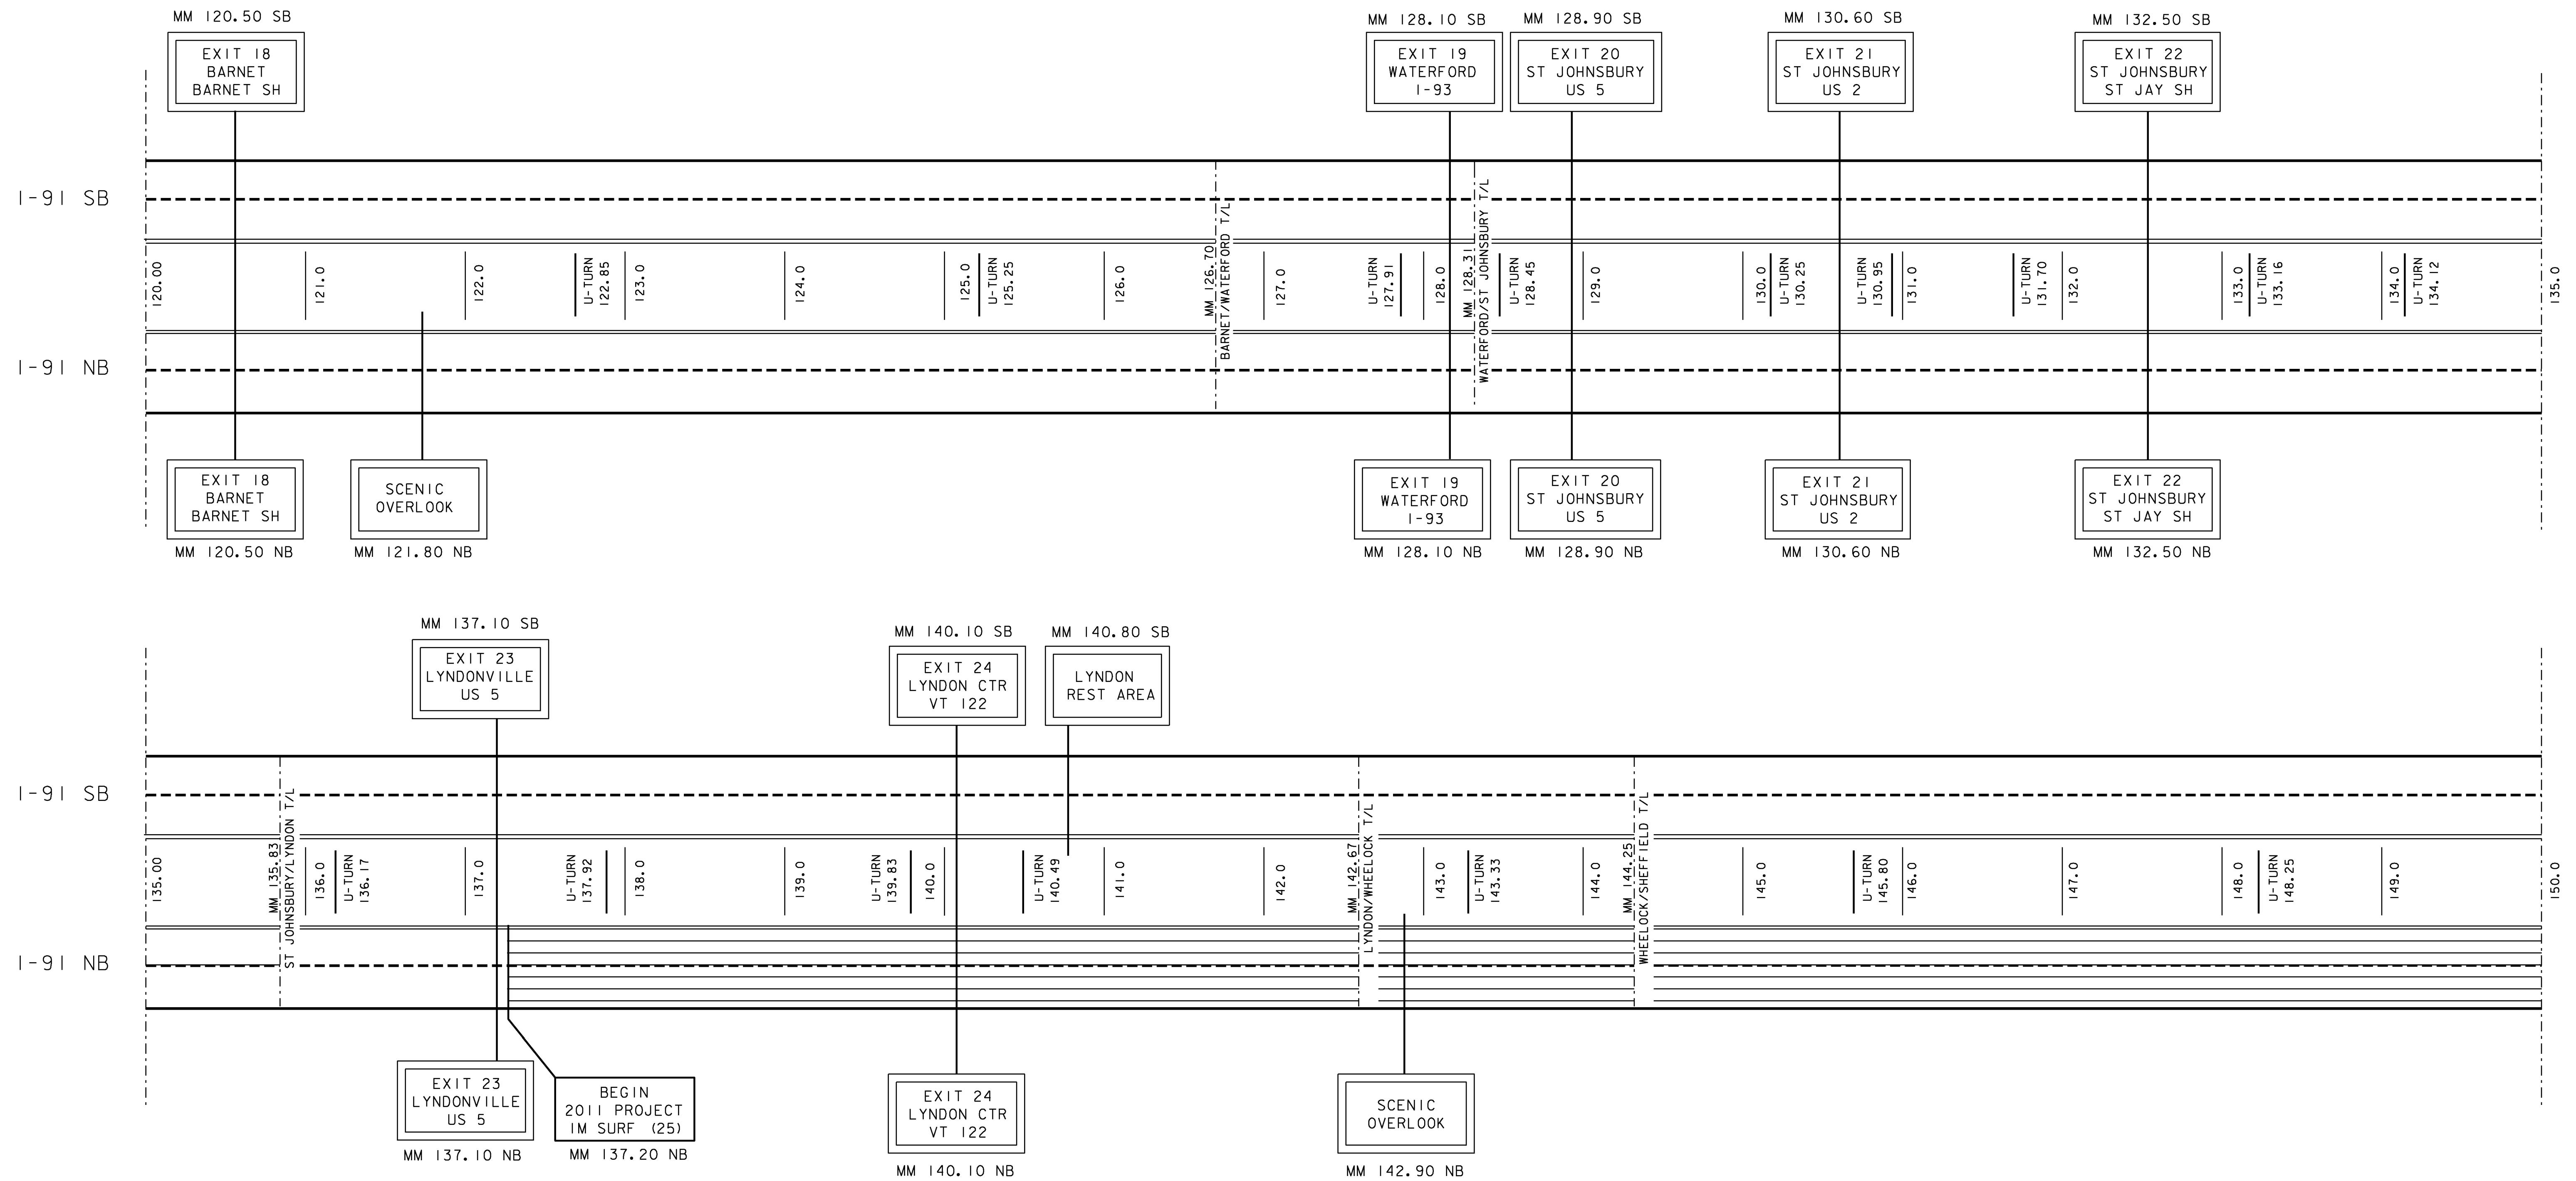 MM 120.50 SB
EXIT 18
BARNET
BARNET SH
MM 128.10 SB
EXIT 19
WATERFORD
I-93
MM 128.90 SB
EXIT 20
ST JOHNSBURY
US 5
MM 130.60 SB
EXIT 21
ST JOHNSBURY
US 2
MM 132.50 SB
EXIT 22
ST JOHNSBURY
ST JAY SH
I-91 SB
120.00
121.0
122.0
U-TURN
122.85
123.0
124.0
125.0
U-TURN
125.25
126.0
MM 126.70
BARNET/WATERFORD T/L
127.0
U-TURN
127.91
128.0
MM 128.31
WATERFORD/ST JOHNSBURY T/L
U-TURN
128.45
129.0
130.0
U-TURN
130.25
U-TURN
130.95
131.0
U-TURN
131.70
132.0
133.0
U-TURN
133.16
134.0
U-TURN
134.12
135.0
I-91 NB
EXIT 18
BARNET
BARNET SH
MM 120.50 NB
SCENIC
OVERLOOK
MM 121.80 NB
EXIT 19
WATERFORD
I-93
MM 128.10 NB
EXIT 20
ST JOHNSBURY
US 5
MM 128.90 NB
EXIT 21
ST JOHNSBURY
US 2
MM 130.60 NB
EXIT 22
ST JOHNSBURY
ST JAY SH
MM 132.50 NB
MM 137.10 SB
EXIT 23
LYNDONVILLE
US 5
MM 140.10 SB
EXIT 24
LYNDON CTR
VT 122
MM 140.80 SB
LYNDON
REST AREA
I-91 SB
135.00
MM 135.83
ST JOHNSBURY/LYNDON T/L
136.0
U-TURN
136.17
137.0
U-TURN
137.92
138.0
139.0
U-TURN
139.83
140.0
U-TURN
140.49
141.0
142.0
MM 142.67
LYNDON/WHEELOCK T/L
143.0
U-TURN
143.33
144.0
MM 144.25
WHEELOCK/SHEFFIELD T/L
145.0
U-TURN
145.80
146.0
147.0
148.0
U-TURN
148.25
149.0
150.0
I-91 NB
EXIT 23
LYNDONVILLE
US 5
MM 137.10 NB
BEGIN
2011 PROJECT
IM SURF (25)
MM 137.20 NB
EXIT 24
LYNDON CTR
VT 122
MM 140.10 NB
SCENIC
OVERLOOK
MM 142.90 NB